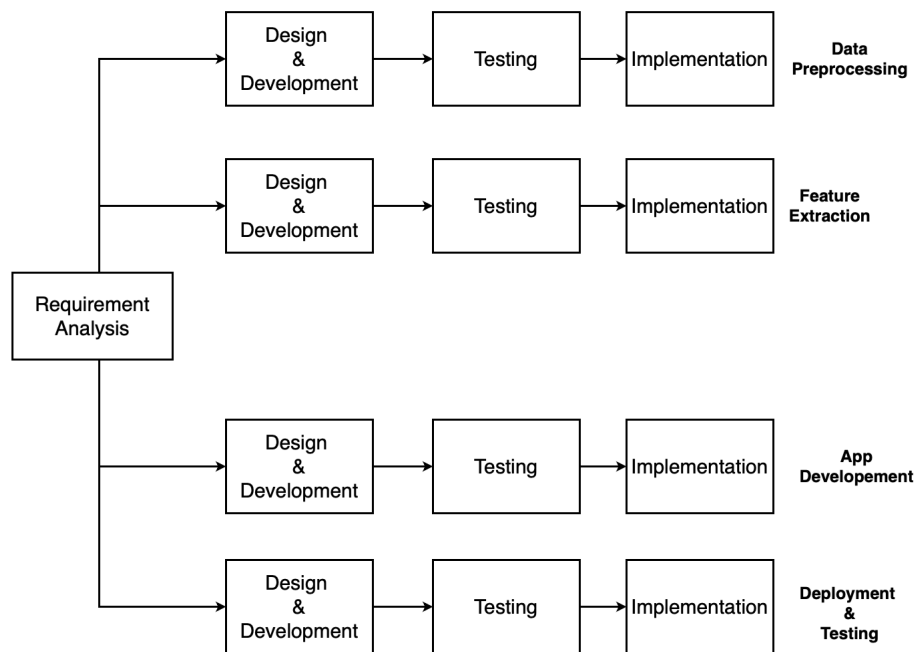 Design
&
Development
Testing
Implementation
Data
Preprocessing
Design
&
Development
Testing
Implementation
Feature
Extraction
Requirement
Analysis
Design
&
Development
Testing
Implementation
App
Developement
Design
&
Development
Testing
Implementation
Deployment
&
Testing